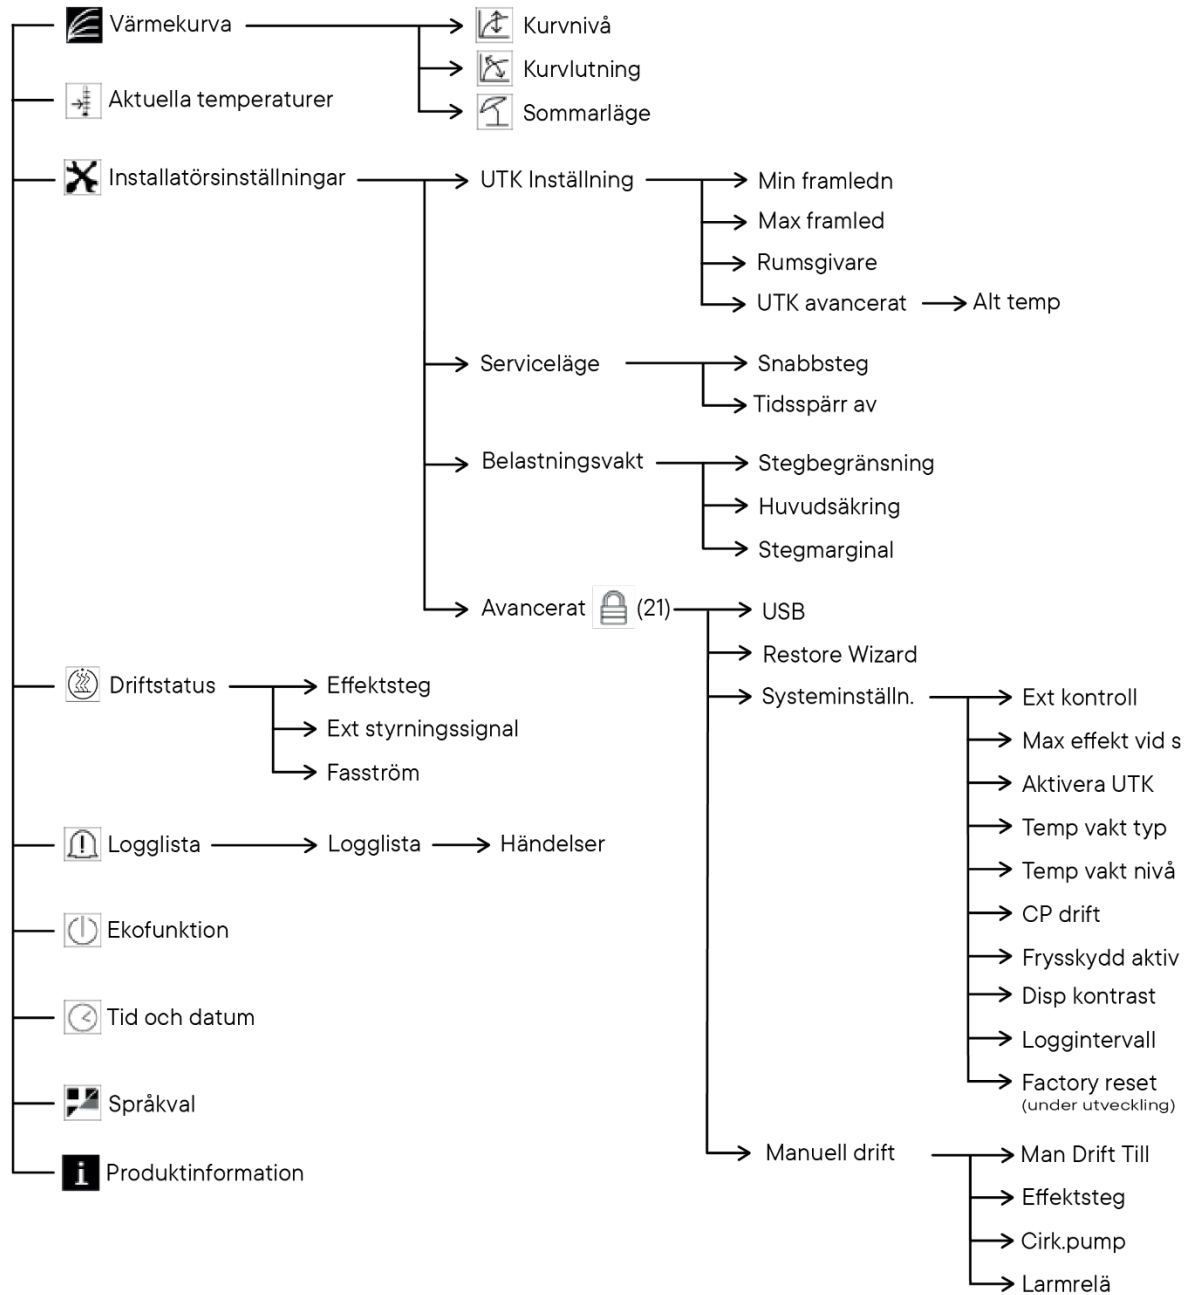 Värmekurva
Kurvnivå
Kurvlutning
Sommarläge
Aktuella temperaturer
Installatörsinställningar
UTK Inställning
Min framledn
Max framled
Rumsgivare
UTK avancerat
Alt temp
Serviceläge
Snabbsteg
Tidsspärr av
Belastningsvakt
Stegbegränsning
Huvudsäkring
Stegmarginal
Avancerat (21)
USB
Restore Wizard
Systeminställn.
Ext kontroll
Max effekt vid s
Aktivera UTK
Temp vakt typ
Temp vakt nivå
CP drift
Frysskydd aktiv
Disp kontrast
Loggintervall
Factory reset
(under utveckling)
Manuell drift
Man Drift Till
Effektsteg
Cirk.pump
Larmrelä
Driftstatus
Effektsteg
Ext styrningssignal
Fasström
Logglista
Logglista
Händelser
Ekofunktion
Tid och datum
Språkval
Produktinformation